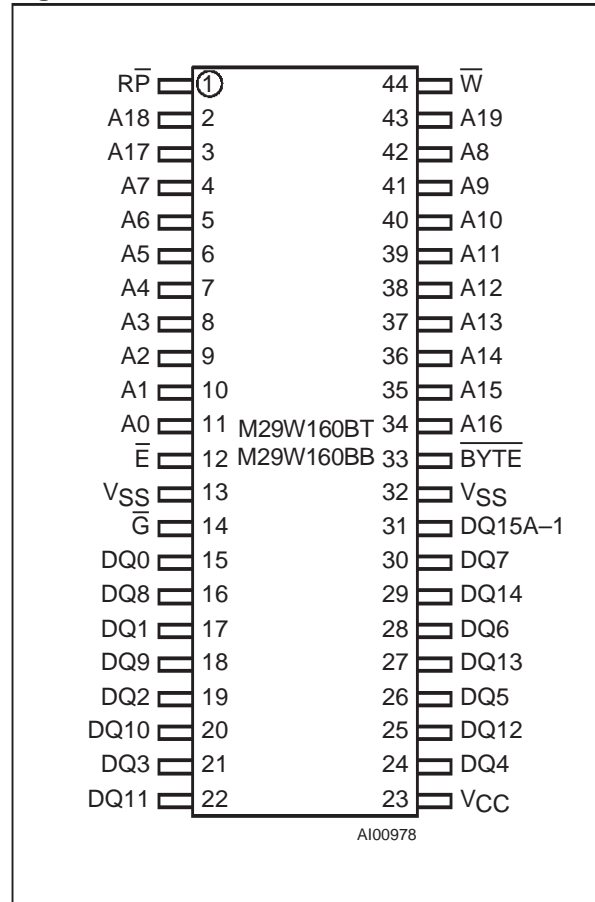 RP̅ 1 44 W̅
A18 2 43 A19
A17 3 42 A8
A7 4 41 A9
A6 5 40 A10
A5 6 39 A11
A4 7 38 A12
A3 8 37 A13
A2 9 36 A14
A1 10 35 A15
A0 11 M29W160BT 34 A16
E̅ 12 M29W160BB 33 B̅Y̅T̅E̅
VSS 13 32 VSS
G̅ 14 31 DQ15A–1
DQ0 15 30 DQ7
DQ8 16 29 DQ14
DQ1 17 28 DQ6
DQ9 18 27 DQ13
DQ2 19 26 DQ5
DQ10 20 25 DQ12
DQ3 21 24 DQ4
DQ11 22 23 VCC
AI00978